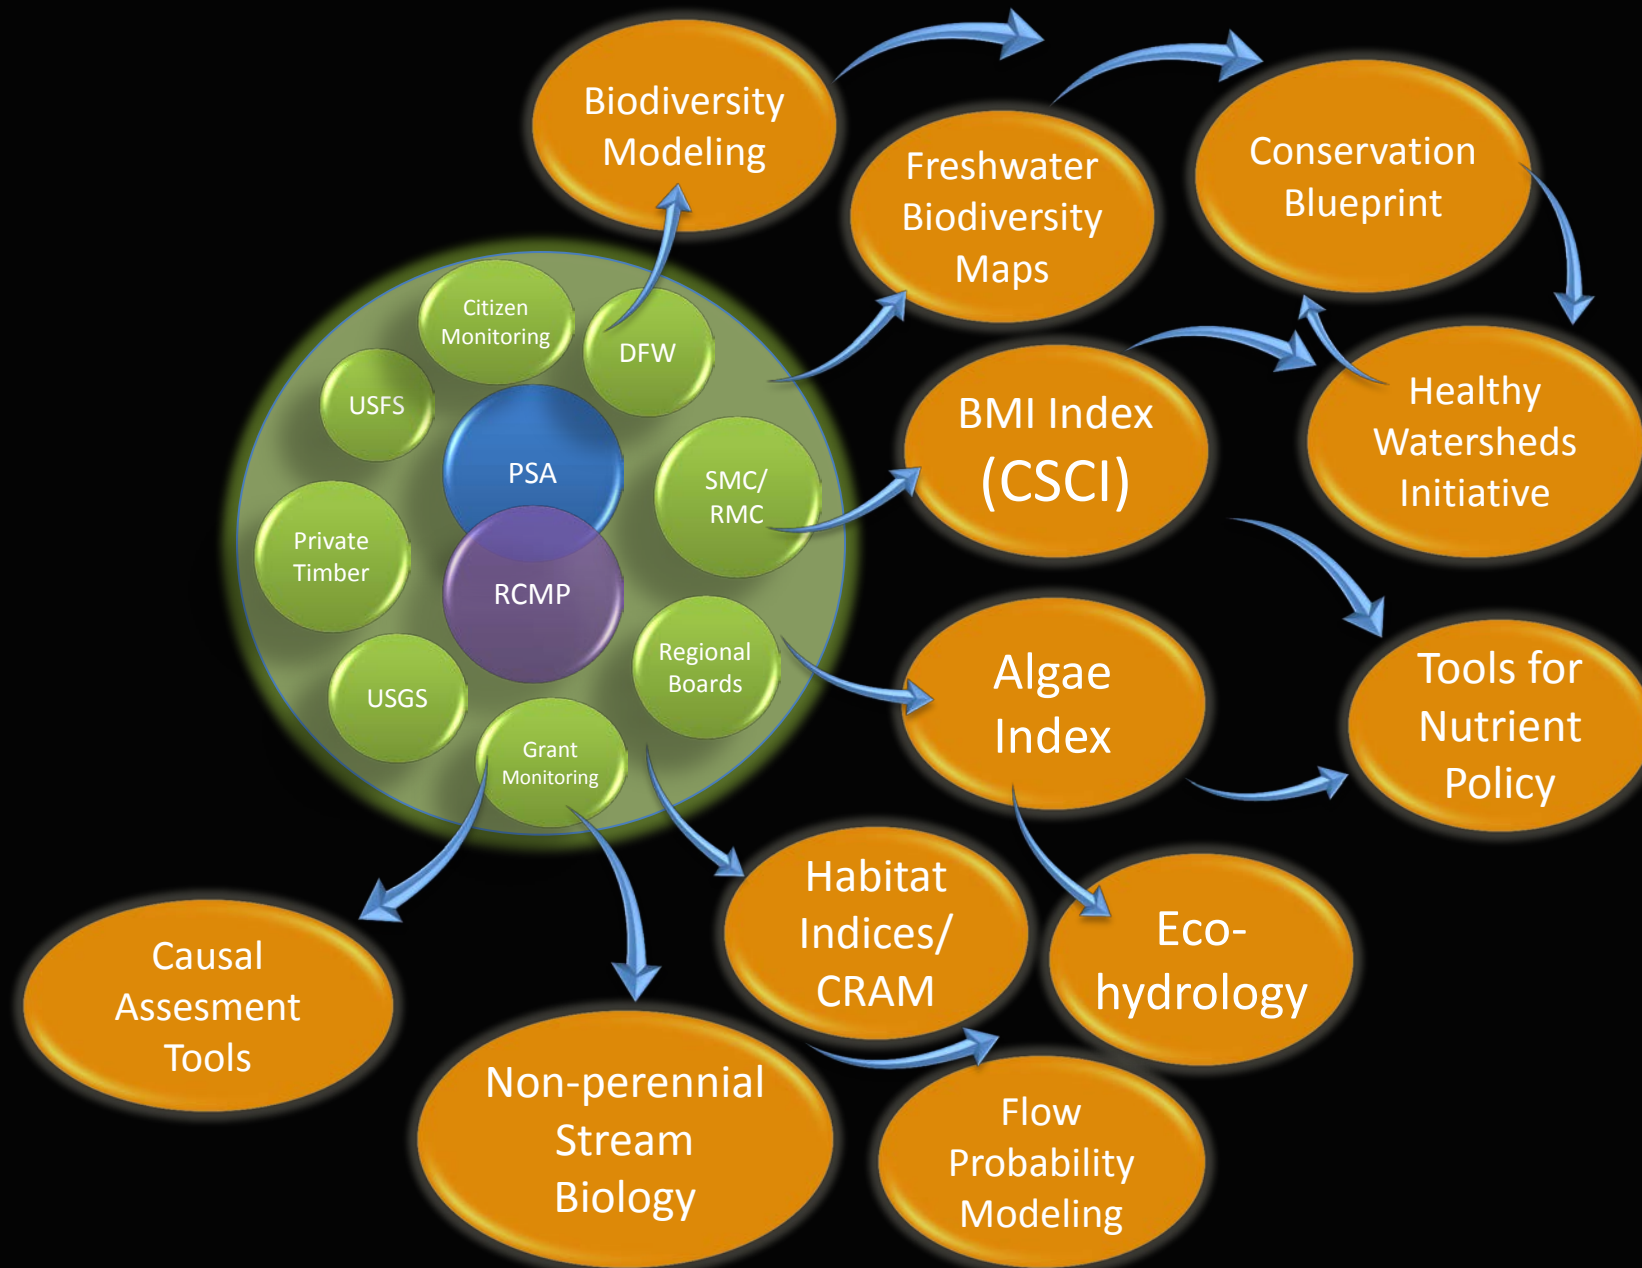 Biodiversity
Modeling
Freshwater
Biodiversity
Maps
Conservation
Blueprint
Citizen
Monitoring
DFW
USFS
PSA
SMC/
RMC
BMI Index
(CSCI)
Healthy
Watersheds
Initiative
Private
Timber
RCMP
Regional
Boards
USGS
Grant
Monitoring
Algae
Index
Tools for
Nutrient
Policy
Habitat
Indices/
CRAM
Eco-
hydrology
Causal
Assesment
Tools
Non-perennial
Stream
Biology
Flow
Probability
Modeling